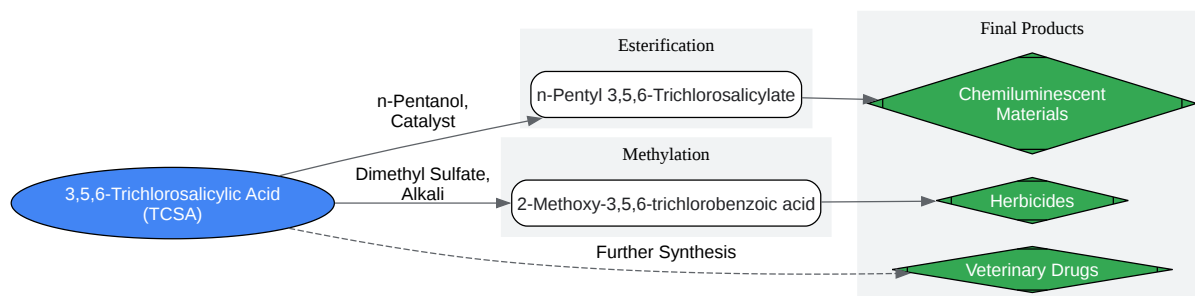 Final Products
Esterification
n-Pentyl 3,5,6-Trichlorosalicylate
Chemiluminescent
Materials
n-Pentanol,
Catalyst
Methylation
Dimethyl Sulfate,
Alkali
3,5,6-Trichlorosalicylic Acid
(TCSA)
2-Methoxy-3,5,6-trichlorobenzoic acid
Herbicides
Further Synthesis
Veterinary Drugs